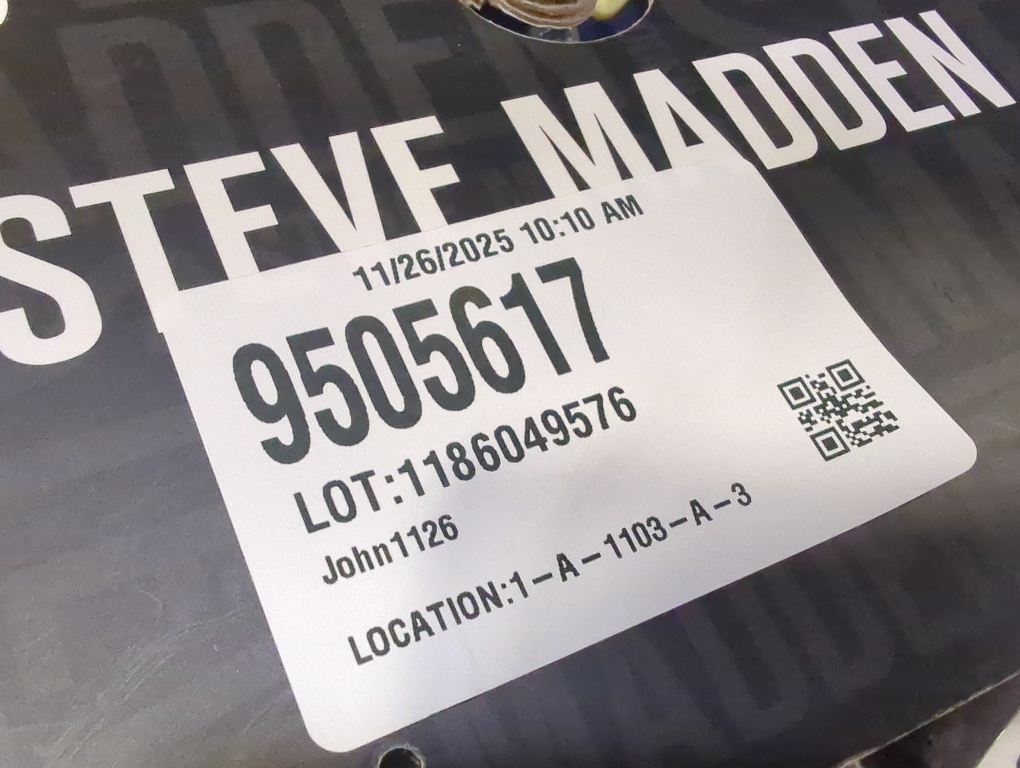 STEVE MADDEN
11/26/2025 10:10 AM
9505617
LOT:1186049576
John1126
LOCATION:1-A-1103-A-3